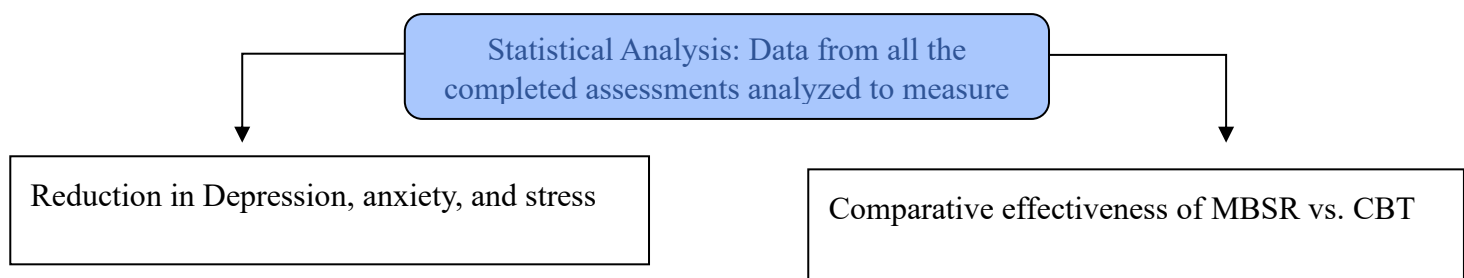 Statistical Analysis: Data from all the
completed assessments analyzed to measure
Reduction in Depression, anxiety, and stress
Comparative effectiveness of MBSR vs. CBT